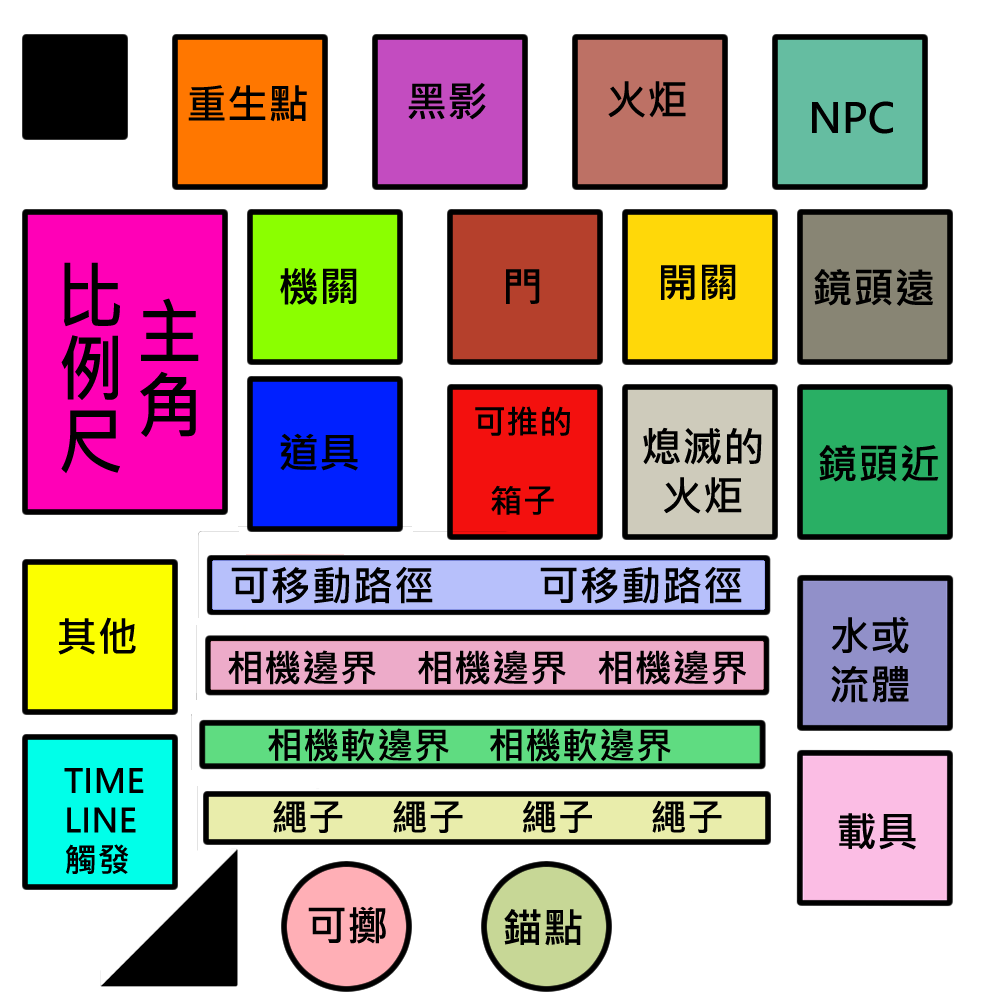 重生點
黑影
火炬
NPC
比例尺
主角
機關
門
開關
鏡頭遠
道具
可推的
箱子
熄滅的
火炬
鏡頭近
其他
可移動路徑 可移動路徑
相機邊界 相機邊界 相機邊界
相機軟邊界 相機軟邊界
繩子 繩子 繩子 繩子
水或
流體
TIME
LINE
觸發
載具
可擲
錨點